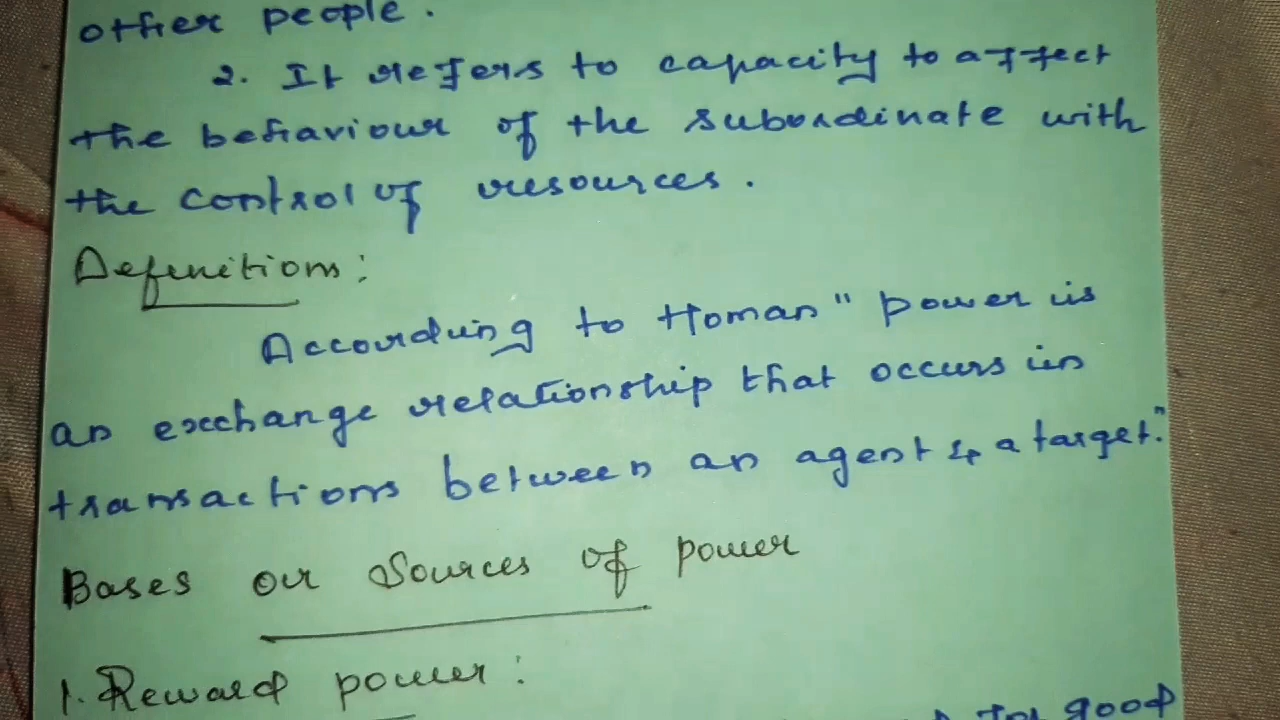 other people.
2. It refers to capacity to affect
the behaviour of the subordinate with
the control of resources.
Definitions:
According to Homan " power is
an exchange relationship that occurs in
transactions between an agent & a target."
Bases or Sources of power
1. Reward power:
for good